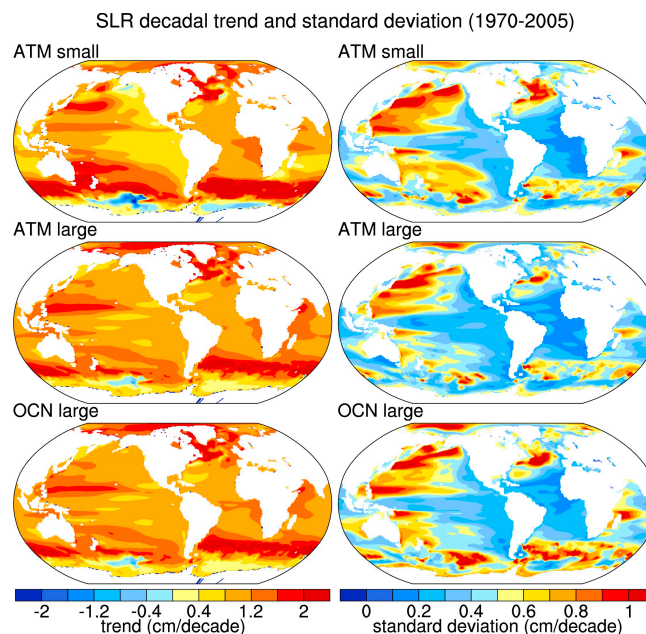 SLR decadal trend and standard deviation (1970-2005)
ATM small ATM small
ATM large ATM large
OCN large OCN large
-2 -1.2 -0.4 0.4 1.2 2 0 0.2 0.4 0.6 0.8 1
trend (cm/decade) standard deviation (cm/decade)